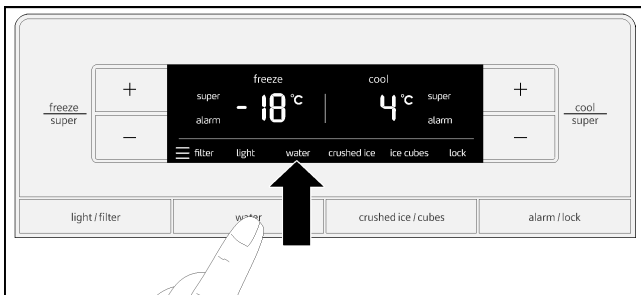 freeze
super
+
−
freeze
cool
super
alarm
-18 °C
4 °C
super
alarm
filter light water crushed ice ice cubes lock
+
−
cool
super
light / filter
water
crushed ice / cubes
alarm / lock